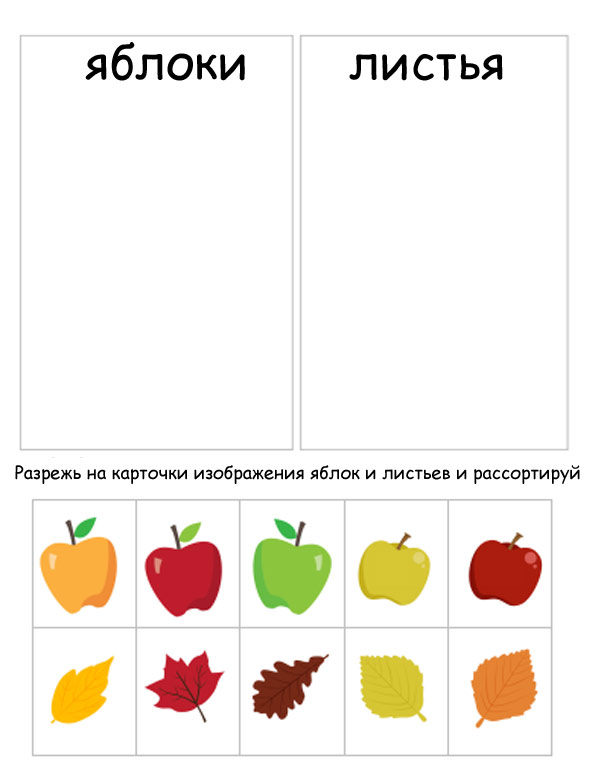 яблоки
листья
Разрежь на карточки изображения яблок и листьев и рассортируй